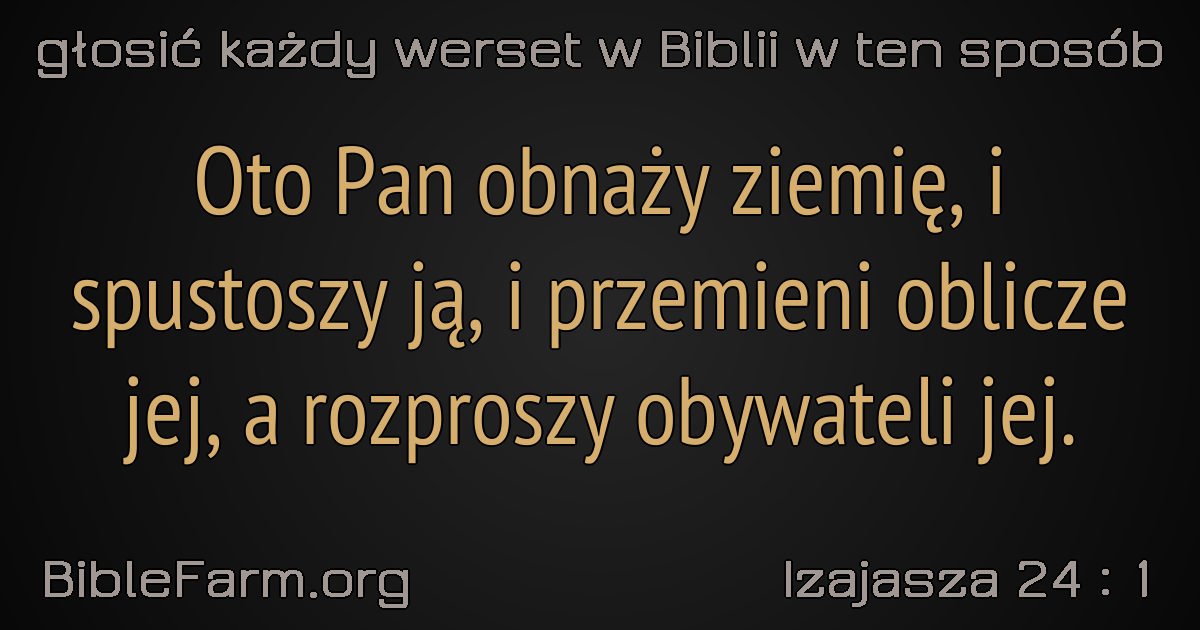 głosić każdy werset w Biblii w ten sposób
Oto Pan obnaży ziemię, i
spustoszy ją, i przemieni oblicze
jej, a rozproszy obywateli jej.
BibleFarm.org
Izajasza 24 : 1